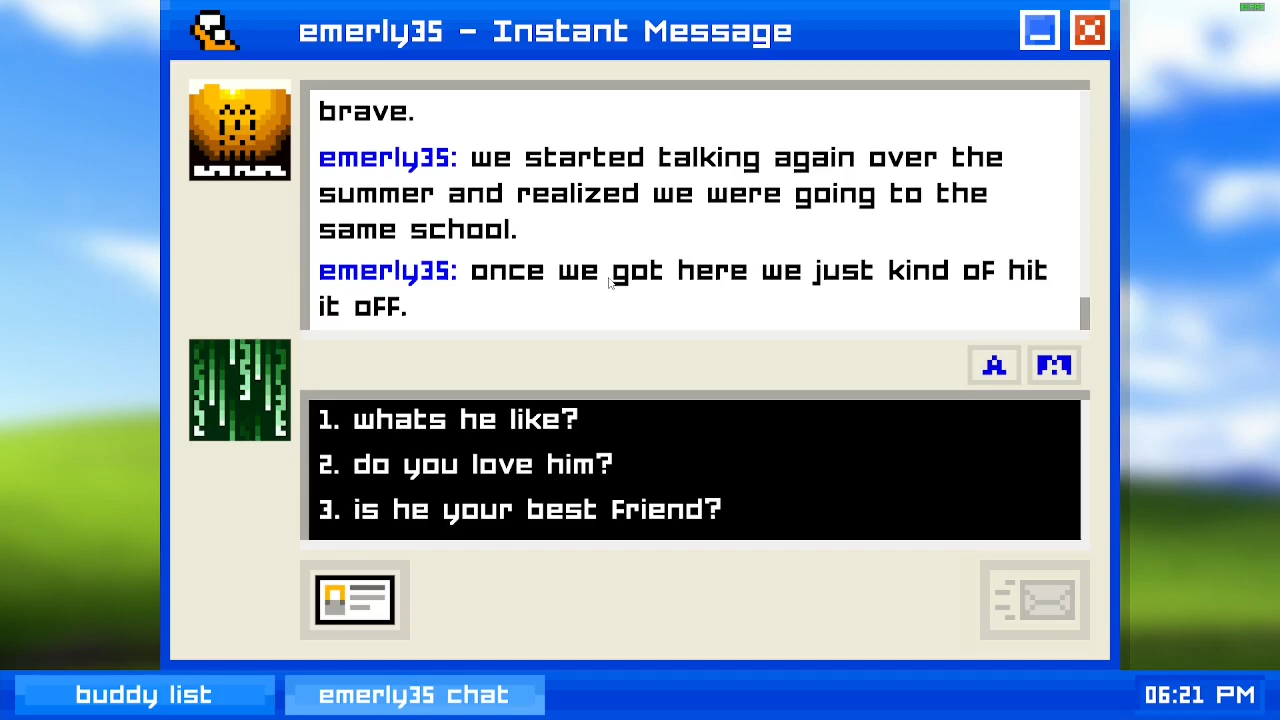 emerly35 - Instant Message
brave.
emerly35: we started talking again over the
summer and realized we were going to the
same school.
emerly35: once we got here we just kind of hit
it off.
A
1. whats he like?
2. do you love him?
3. is he your best friend?
buddy list
emerly35 chat
06:21 PM